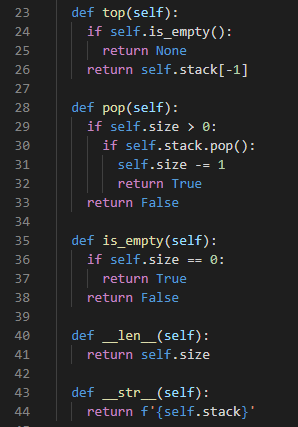 23 def top(self):
24 if self.is_empty():
25 return None
26 return self.stack[-1]
27
28 def pop(self):
29 if self.size > 0:
30 if self.stack.pop():
31 self.size -= 1
32 return True
33 return False
34
35 def is_empty(self):
36 if self.size == 0:
37 return True
38 return False
39
40 def __len__(self):
41 return self.size
42
43 def __str__(self):
44 return f'{self.stack}'